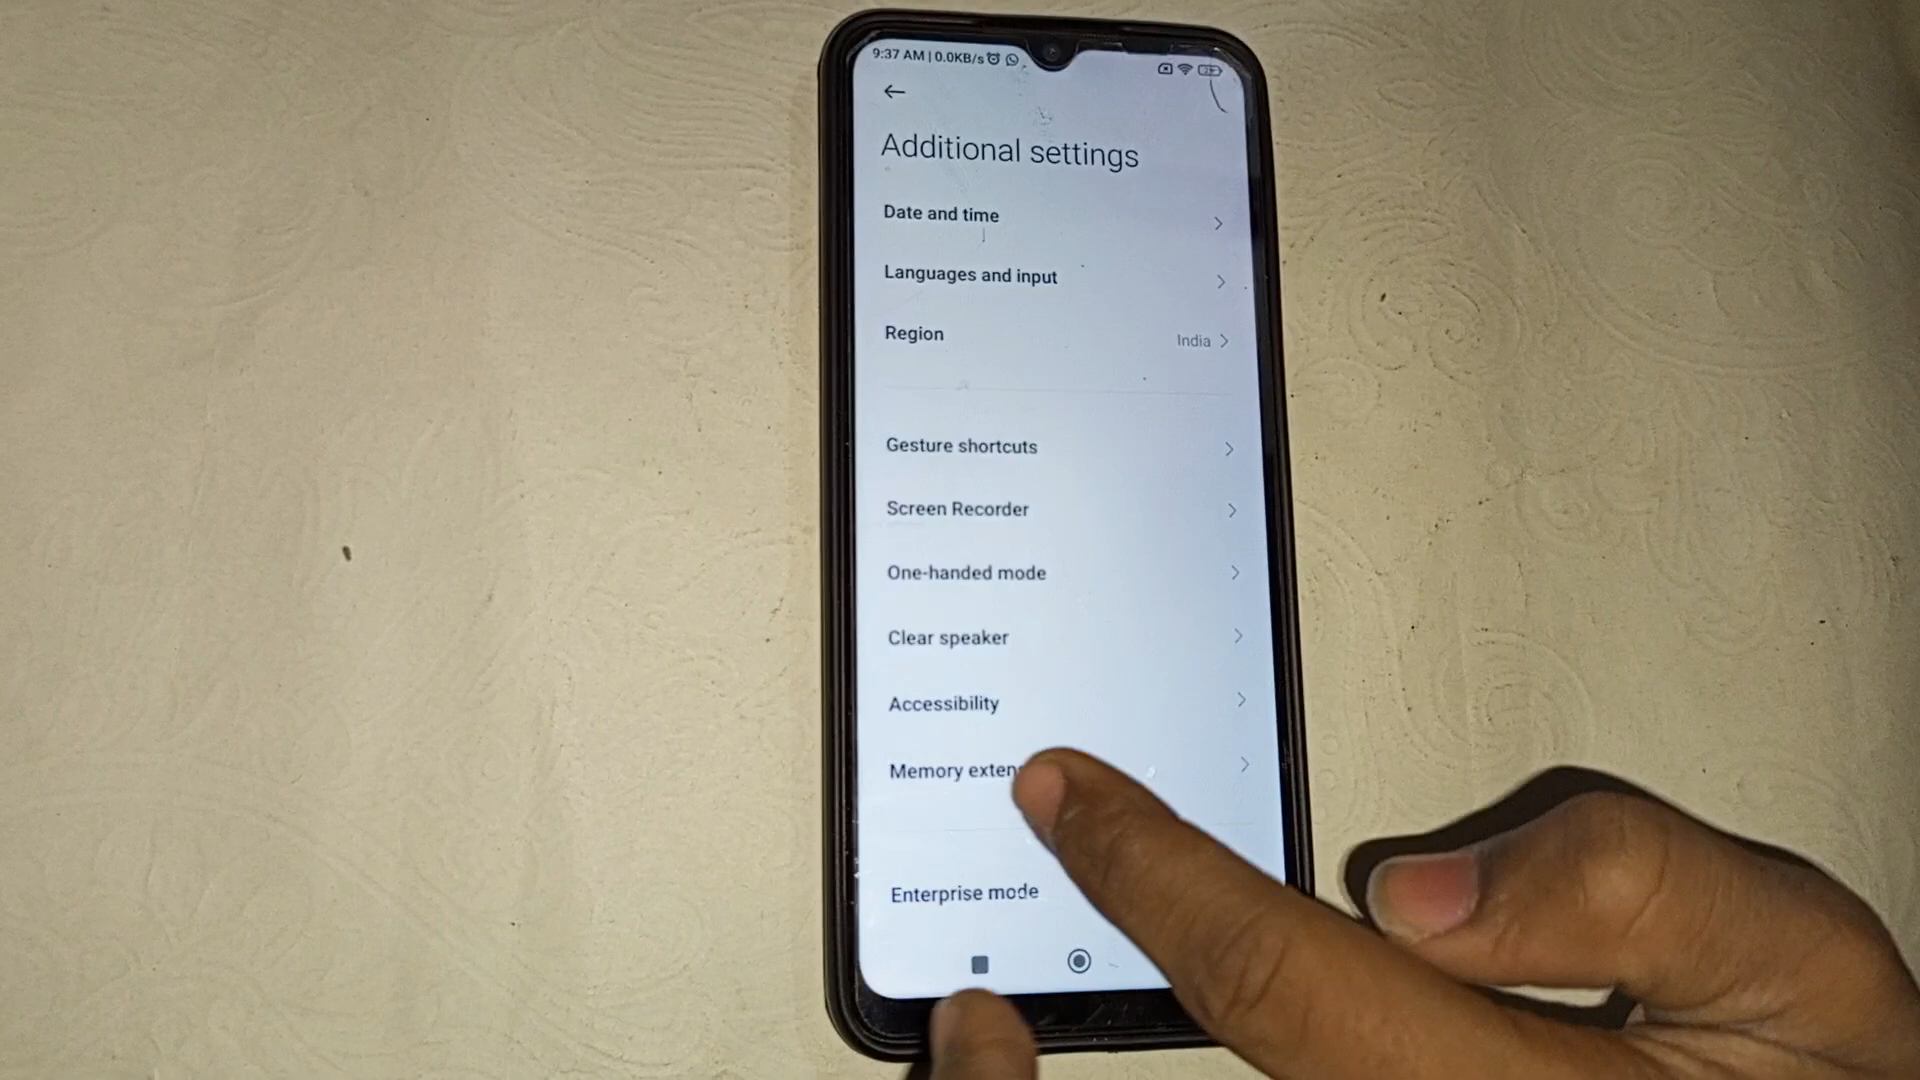 9:37 AM | 0.0KB/s
Additional settings
Date and time
Languages and input
Region
India
Gesture shortcuts
Screen Recorder
One-handed mode
Clear speaker
Accessibility
Memory exten
Enterprise mode